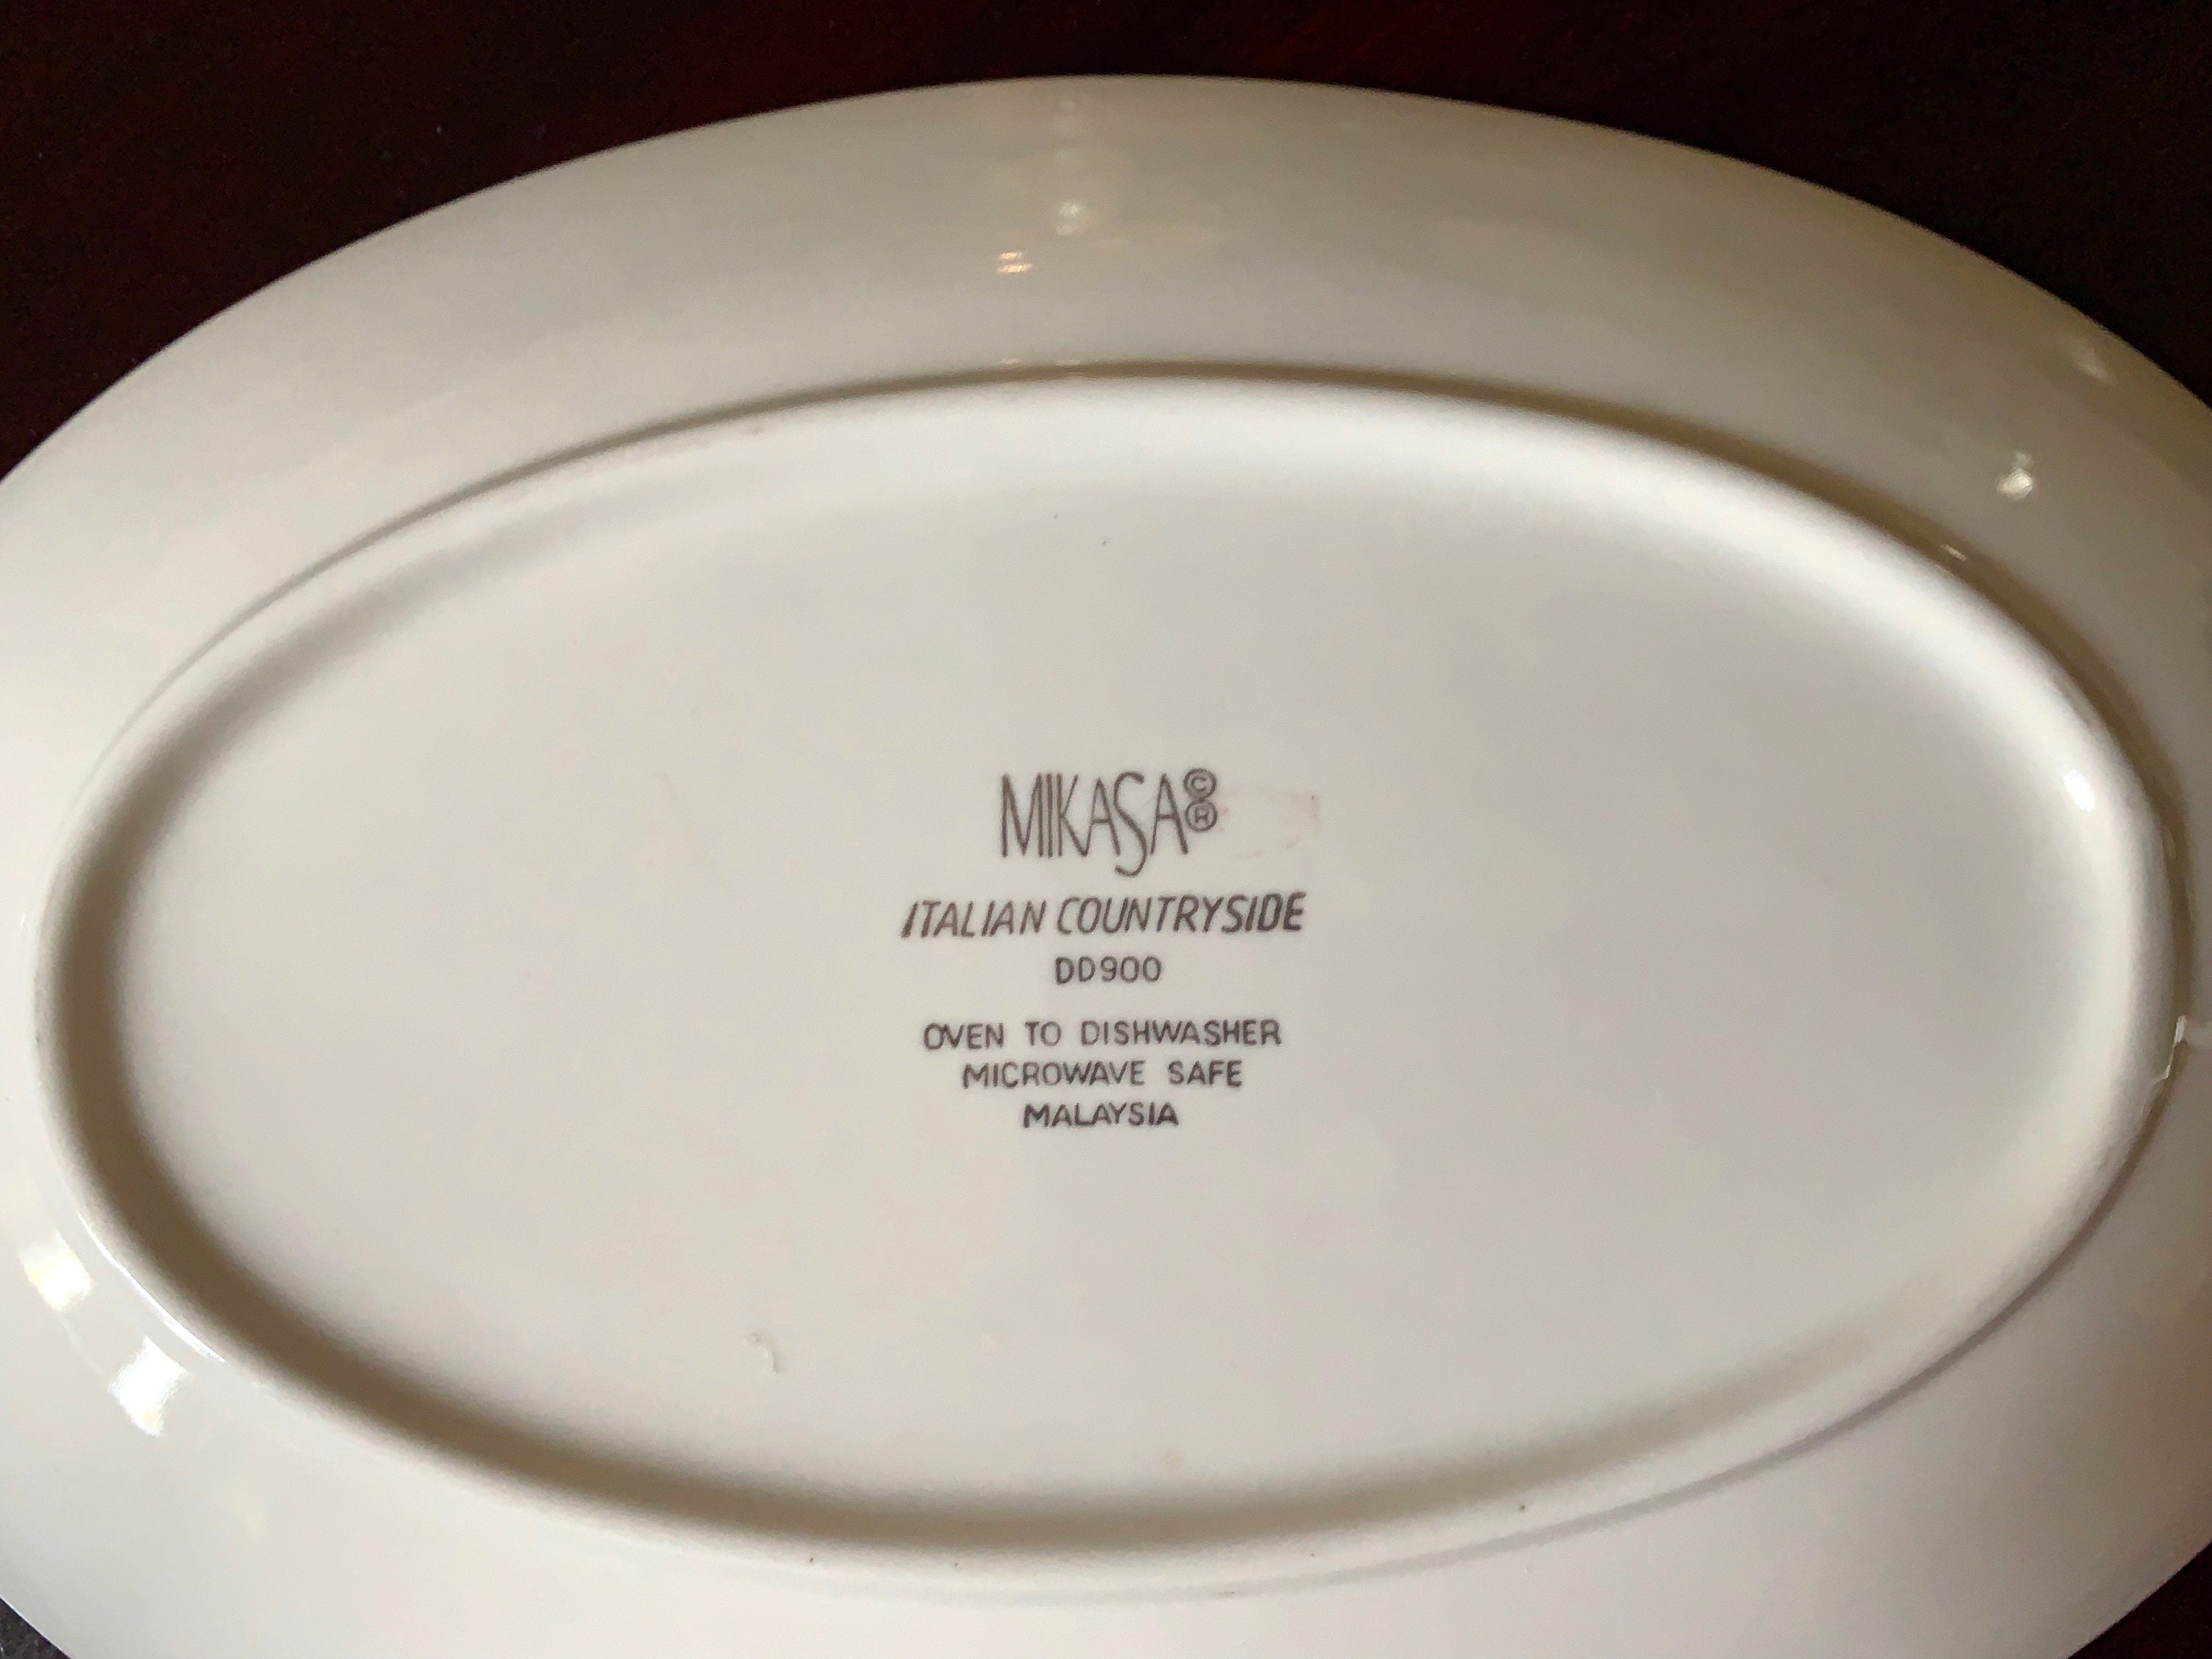 MIKASA©®
ITALIAN COUNTRYSIDE
DD900
OVEN TO DISHWASHER
MICROWAVE SAFE
MALAYSIA